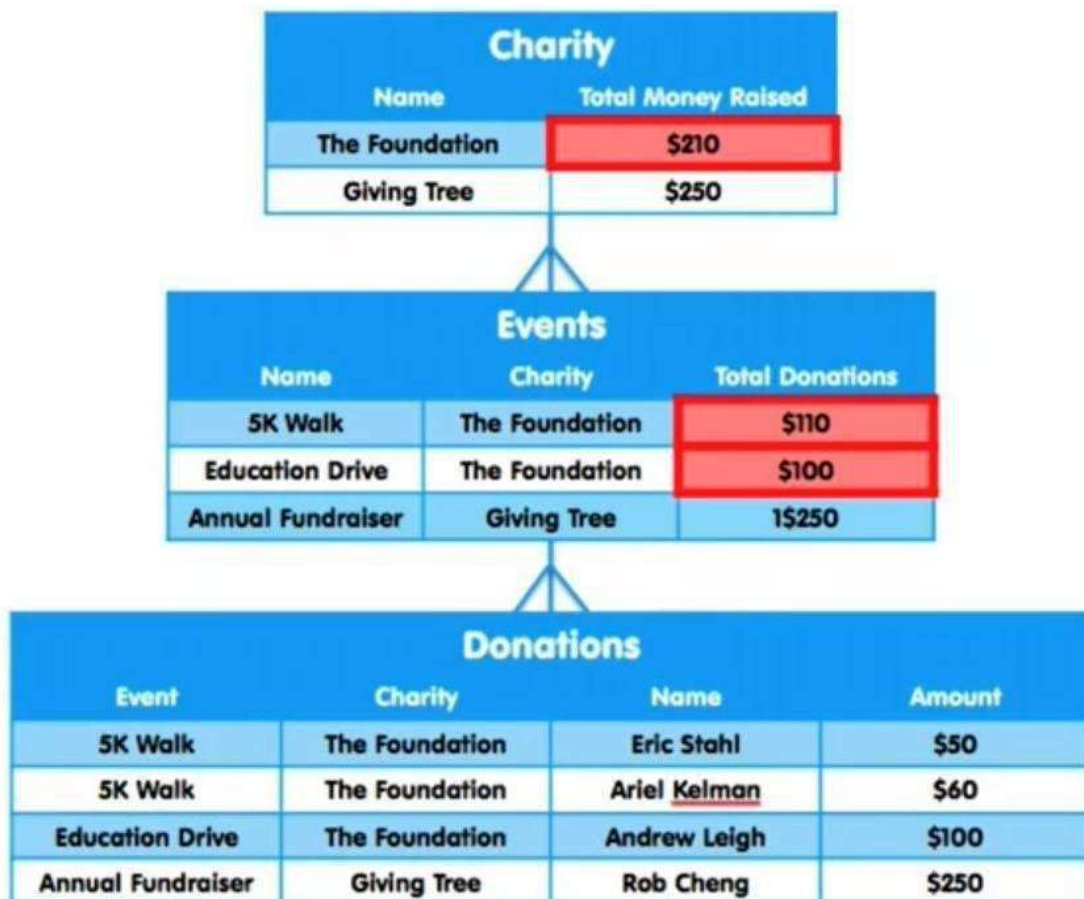 Charity
Name Total Money Raised
The Foundation $210
Giving Tree $250
Events
Name Charity Total Donations
5K Walk The Foundation $110
Education Drive The Foundation $100
Annual Fundraiser Giving Tree 1$250
Donations
Event Charity Name Amount
5K Walk The Foundation Eric Stahl $50
5K Walk The Foundation Ariel Kelman $60
Education Drive The Foundation Andrew Leigh $100
Annual Fundraiser Giving Tree Rob Cheng $250